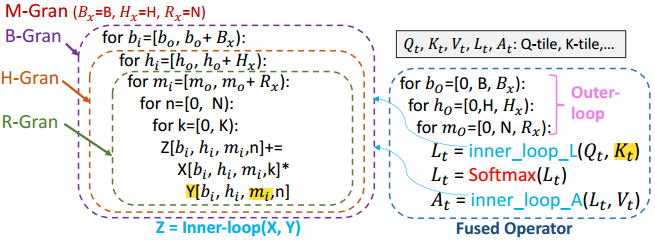 M-Gran (Bₓ=B, Hₓ=H, Rₓ=N)
B-Gran
H-Gran
R-Gran
for bᵢ=[bₒ, bₒ + Bₓ):
for hᵢ=[hₒ, hₒ + Hₓ):
for mᵢ=[mₒ, mₒ + Rₓ):
for n=[0, N):
for k=[0, K):
Z[bᵢ, hᵢ, mᵢ,n]+=
X[bᵢ, hᵢ, mᵢ,k]*
Y[bᵢ, hᵢ, mᵢ,n]
Z = Inner-loop(X, Y)
Qₜ, Kₜ, Vₜ, Lₜ, Aₜ: Q-tile, K-tile,...
for bₒ=[0, B, Bₓ):
for hₒ=[0,H, Hₓ):
for mₒ=[0, N, Rₓ):
Outer-
loop
Lₜ = inner_loop_L(Qₜ, Kₜ)
Lₜ = Softmax(Lₜ)
Aₜ = inner_loop_A(Lₜ, Vₜ)
Fused Operator